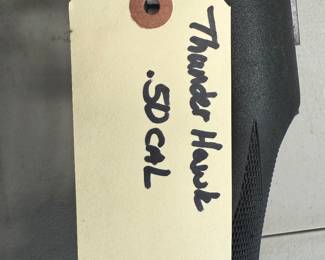 Thunder Hawk
.50 CAL